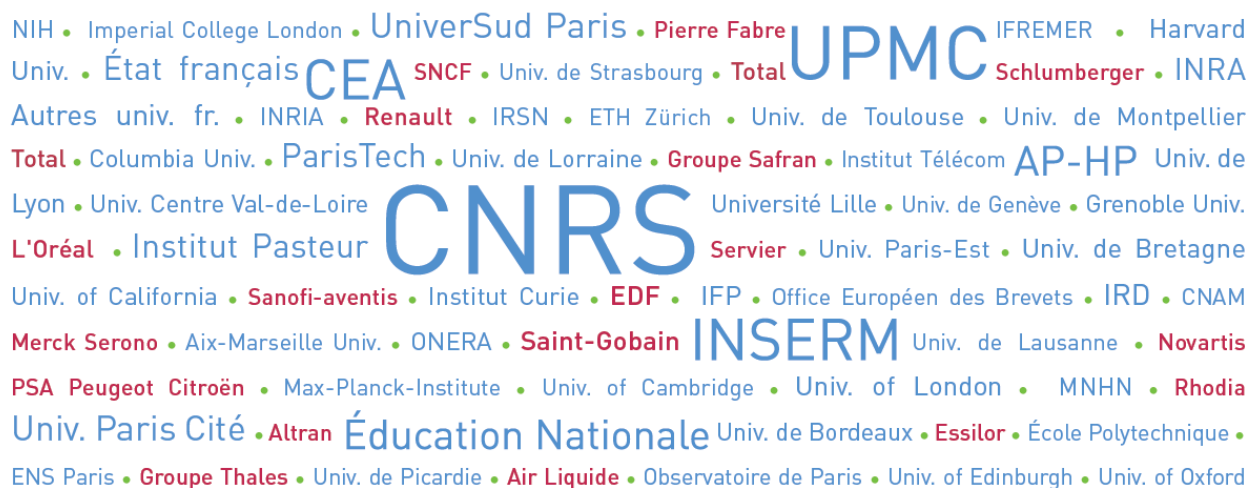 NIH • Imperial College London • UniverSud Paris • Pierre Fabre UPMC IFREMER • Harvard
Univ. • État français CEA SNCF • Univ. de Strasbourg • Total Schlumberger • INRA
Autres univ. fr. • INRIA • Renault • IRSN • ETH Zürich • Univ. de Toulouse • Univ. de Montpellier
Total • Columbia Univ. • ParisTech • Univ. de Lorraine • Groupe Safran • Institut Télécom AP-HP Univ. de
Lyon • Univ. Centre Val-de-Loire CNRS Université Lille • Univ. de Genève • Grenoble Univ.
L'Oréal • Institut Pasteur Servier • Univ. Paris-Est • Univ. de Bretagne
Univ. of California • Sanofi-aventis • Institut Curie • EDF • IFP • Office Européen des Brevets • IRD • CNAM
Merck Serono • Aix-Marseille Univ. • ONERA • Saint-Gobain INSERM Univ. de Lausanne • Novartis
PSA Peugeot Citroën • Max-Planck-Institute • Univ. of Cambridge • Univ. of London • MNHN • Rhodia
Univ. Paris Cité • Altran Éducation Nationale Univ. de Bordeaux • Essilor • École Polytechnique •
ENS Paris • Groupe Thales • Univ. de Picardie • Air Liquide • Observatoire de Paris • Univ. of Edinburgh • Univ. of Oxford